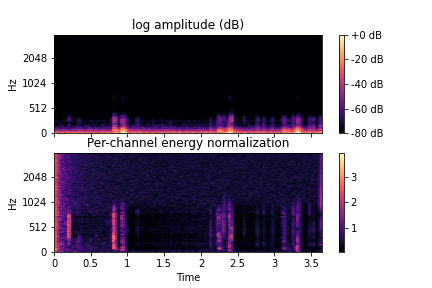 log amplitude (dB)
Hz
2048
1024
512
0
+0 dB
-20 dB
-40 dB
-60 dB
-80 dB
Per-channel energy normalization
Hz
2048
1024
512
0
3
2
1
0 0.5 1 1.5 2 2.5 3 3.5
Time